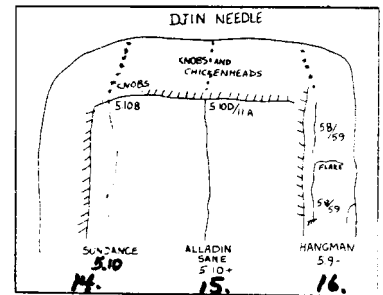 DJIN NEEDLE
KNOBS AND
CHICKENHEADS
KNOBS
5.10B
5.10D/11A
5.8/
5.9
FLAKE
5.8/
5.9
SUNDANCE
5.10
14.
ALLADIN
SANE
5.10+
15.
HANGMAN
5.9-
16.